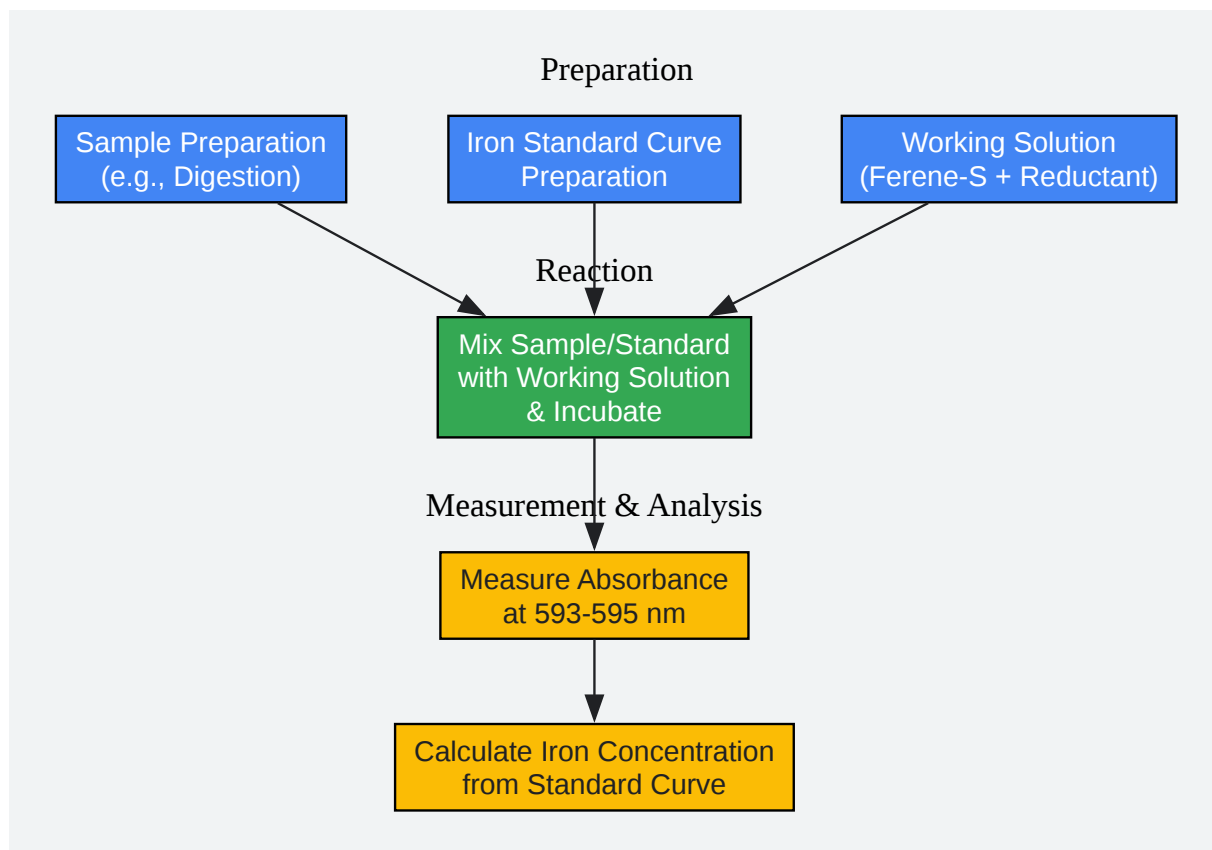 Preparation
Sample Preparation
(e.g., Digestion)
Iron Standard Curve
Preparation
Working Solution
(Ferene-S + Reductant)
Reaction
Mix Sample/Standard
with Working Solution
& Incubate
Measurement & Analysis
Measure Absorbance
at 593-595 nm
Calculate Iron Concentration
from Standard Curve